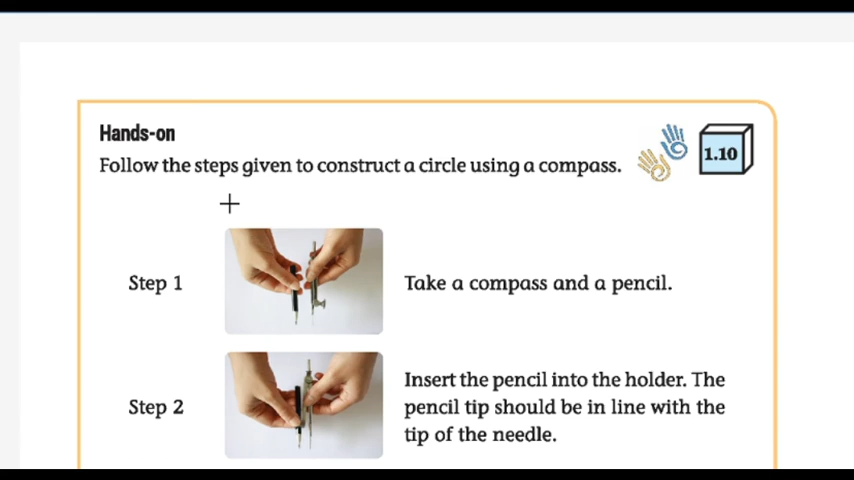 Hands-on
Follow the steps given to construct a circle using a compass.
1.10
Step 1
Take a compass and a pencil.
Step 2
Insert the pencil into the holder. The
pencil tip should be in line with the
tip of the needle.